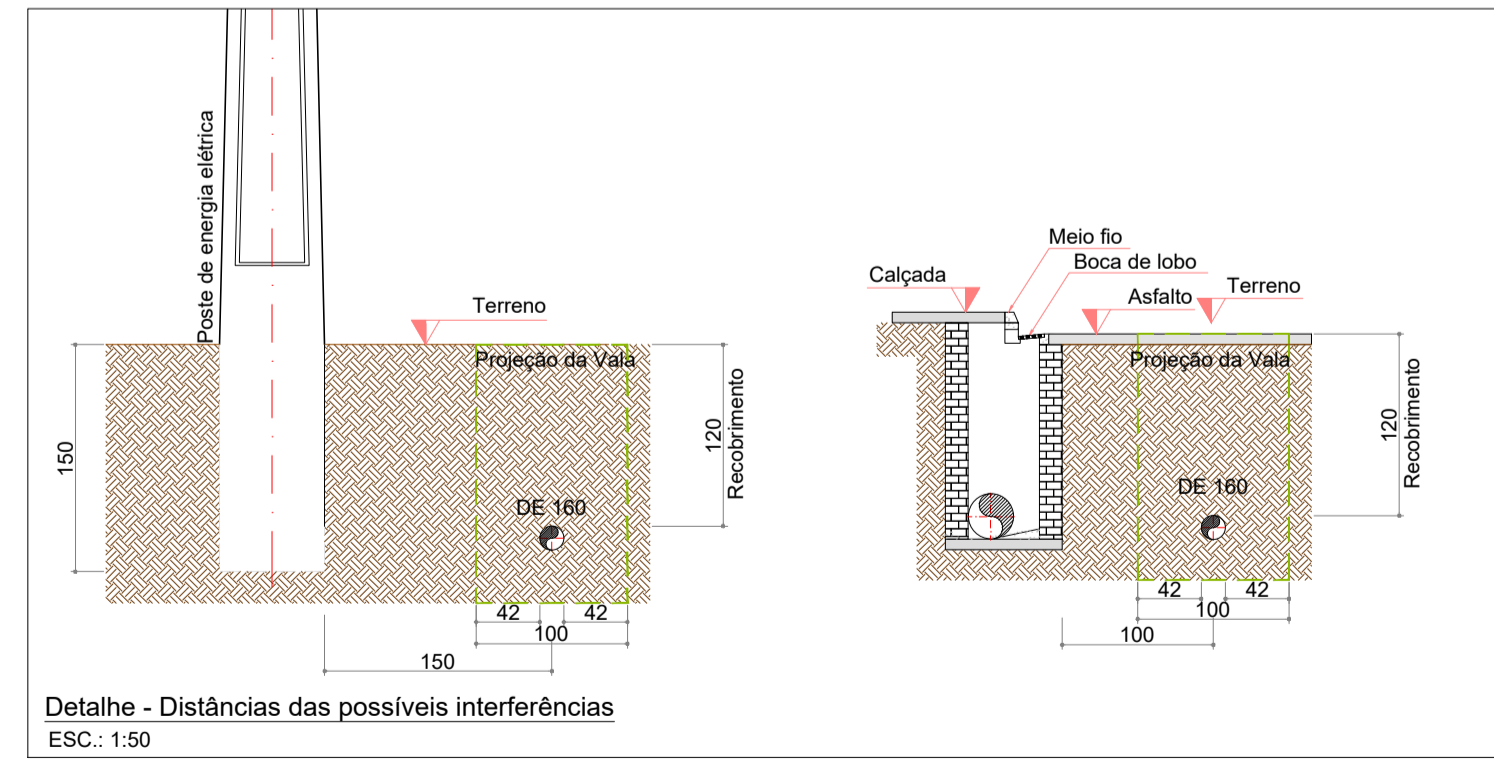 Poste de energia elétrica
Terreno
Projeção da Vala
150
120
Recobrimento
DE 160
42
42
100
150
Meio fio
Boca de lobo
Calçada
Asfalto
Terreno
Projeção da Vala
120
Recobrimento
DE 160
42
42
100
100
Detalhe - Distâncias das possíveis interferências
ESC.: 1:50